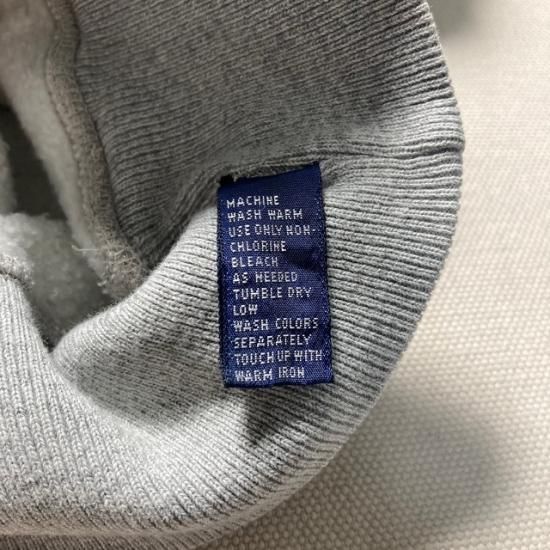 MACHINE
WASH WARM
USE ONLY NON-
CHLORINE
BLEACH
AS NEEDED
TUMBLE DRY
LOW
WASH COLORS
SEPARATELY
TOUCH UP WITH
WARM IRON